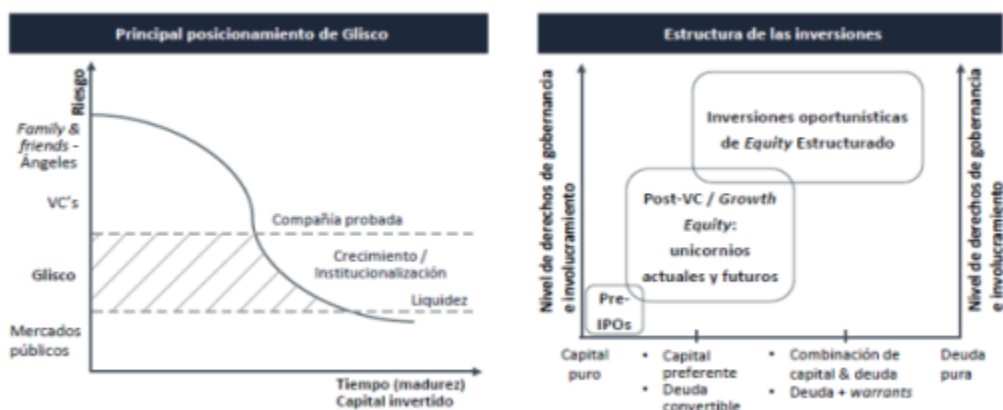 Principal posicionamiento de Glisco
Riesgo
Family &
friends –
Ángeles
VC's
Glisco
Mercados
públicos
Compañía probada
Crecimiento /
Institucionalización
Liquidez
Tiempo (madurez)
Capital invertido
Estructura de las inversiones
Nivel de derechos de gobernancia
e involucramiento
Inversiones oportunísticas
de Equity Estructurado
Post-VC / Growth
Equity:
unicornios
actuales y futuros
Pre-
IPOs
Nivel de derechos de gobernancia
e involucramiento
Capital
puro
• Capital
preferente
• Deuda
convertible
• Combinación de
capital & deuda
• Deuda + warrants
Deuda
pura